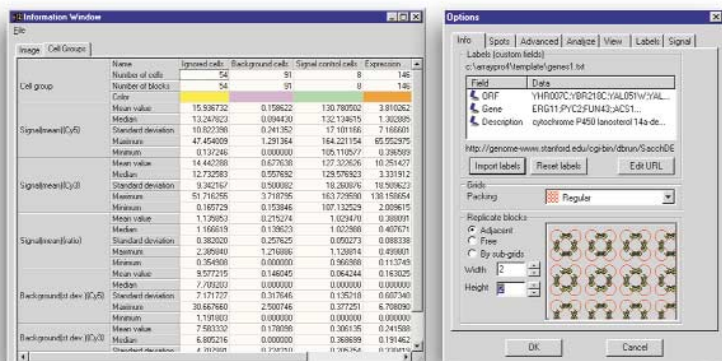 Information Window
File
Image Cell Groups
Name Ignored cells Background cells Signal control cells Expression
Cell group Number of cells 54 91 8 146
Number of blocks 54 91 8 146
Color
Signal(mean)(Cy5) Mean value 15.936732 0.158622 130.780502 3.810262
Median 13.247823 0.094430 132.134615 1.302885
Standard deviation 10.822398 0.241352 17.101166 7.166601
Maximum 47.454009 1.291364 164.221154 65.552975
Minimum 0.137246 0.000000 105.110577 0.396589
Signal(mean)(Cy3) Mean value 14.442288 0.677638 127.322626 10.251427
Median 12.732583 0.557692 129.576923 3.331912
Standard deviation 9.342167 0.500082 18.260876 18.589623
Maximum 51.716255 3.718795 163.729580 138.158654
Minimum 0.165729 0.153846 107.132529 2.009615
Signal(mean)(ratio) Mean value 1.135853 0.215274 1.029470 0.388091
Median 1.166619 0.139623 1.022988 0.407671
Standard deviation 0.382020 0.257625 0.050273 0.088338
Maximum 2.385840 1.216886 1.128814 0.499801
Minimum 0.354908 0.000000 0.966988 0.113749
Background(st.dev.)(Cy5) Mean value 9.577215 0.146045 0.064244 0.163025
Median 7.709203 0.000000 0.000000 0.000000
Standard deviation 7.171727 0.317646 0.135218 0.607340
Maximum 30.667660 2.500746 0.377251 6.708090
Minimum 1.191803 0.000000 0.000000 0.000000
Background(st.dev.)(Cy3) Mean value 7.583332 0.178098 0.306135 0.241588
Median 6.805216 0.000000 0.368699 0.191462
Standard deviation
Options
Info Spots Advanced Analyze View Labels Signal
Labels (custom fields)
c:\arraypro4\template\genes1.txt
Field Data
ORF YHR007C;YBR218C;YAL051W;YAL...
Gene ERG11;PYC2;FUN43;;ACS1...
Description cytochrome P450 lanosterol 14a-de...
http://genome-www.stanford.edu/cgi-bin/dbrun/SacchDE
Import labels Reset labels Edit URL
Grids
Packing Regular
Replicate blocks
Adjacent
Free
By sub-grids
Width 2
Height
OK Cancel